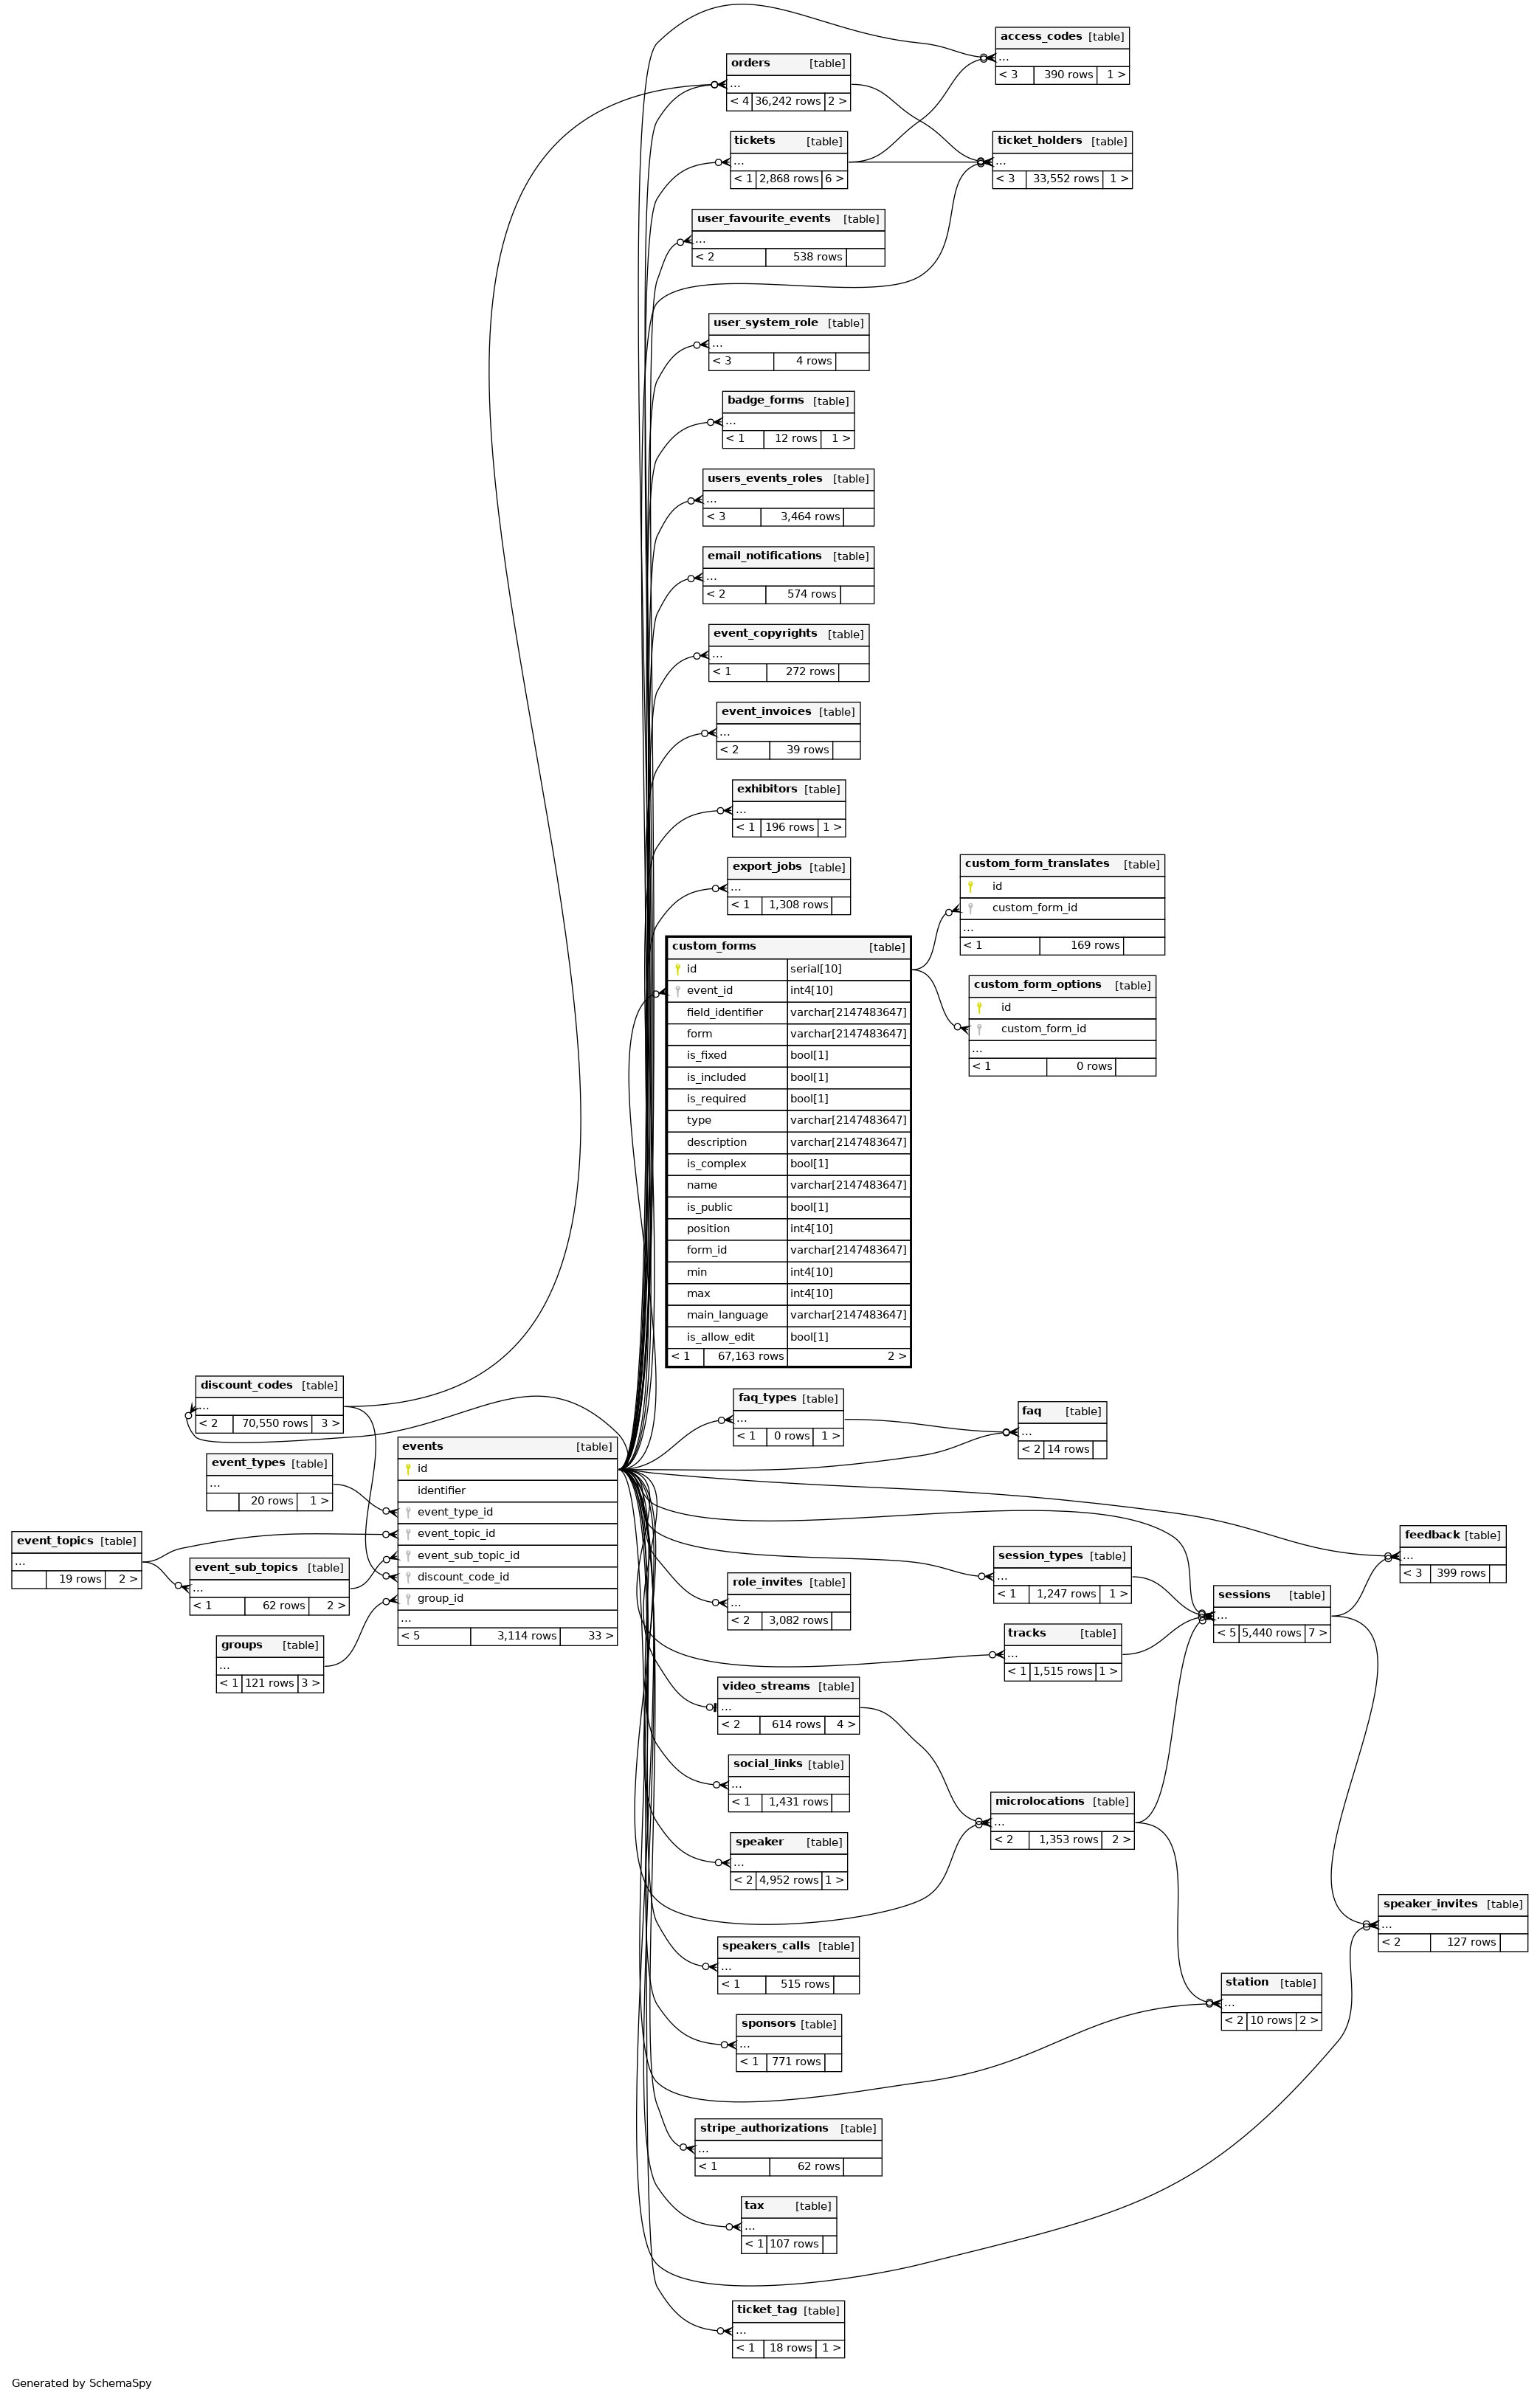 access_codes [table]
...
< 3 390 rows 1 >
orders [table]
...
< 4 36,242 rows 2 >
tickets [table]
...
< 1 2,868 rows 6 >
ticket_holders [table]
...
< 3 33,552 rows 1 >
user_favourite_events [table]
...
< 2 538 rows
user_system_role [table]
...
< 3 4 rows
badge_forms [table]
...
< 1 12 rows 1 >
users_events_roles [table]
...
< 3 3,464 rows
email_notifications [table]
...
< 2 574 rows
event_copyrights [table]
...
< 1 272 rows
event_invoices [table]
...
< 2 39 rows
exhibitors [table]
...
< 1 196 rows 1 >
export_jobs [table]
...
< 1 1,308 rows
custom_form_translates [table]
id
custom_form_id
...
< 1 169 rows
custom_form_options [table]
id
custom_form_id
...
< 1 0 rows
custom_forms [table]
id serial[10]
event_id int4[10]
field_identifier varchar[2147483647]
form varchar[2147483647]
is_fixed bool[1]
is_included bool[1]
is_required bool[1]
type varchar[2147483647]
description varchar[2147483647]
is_complex bool[1]
name varchar[2147483647]
is_public bool[1]
position int4[10]
form_id varchar[2147483647]
min int4[10]
max int4[10]
main_language varchar[2147483647]
is_allow_edit bool[1]
< 1 67,163 rows 2 >
discount_codes [table]
...
< 2 70,550 rows 3 >
event_types [table]
...
20 rows 1 >
event_topics [table]
...
19 rows 2 >
event_sub_topics [table]
...
< 1 62 rows 2 >
groups [table]
...
< 1 121 rows 3 >
events [table]
id
identifier
event_type_id
event_topic_id
event_sub_topic_id
discount_code_id
group_id
...
< 5 3,114 rows 33 >
faq_types [table]
...
< 1 0 rows 1 >
faq [table]
...
< 2 14 rows
feedback [table]
...
< 3 399 rows
session_types [table]
...
< 1 1,247 rows 1 >
sessions [table]
...
< 5 5,440 rows 7 >
role_invites [table]
...
< 2 3,082 rows
tracks [table]
...
< 1 1,515 rows 1 >
video_streams [table]
...
< 2 614 rows 4 >
social_links [table]
...
< 1 1,431 rows
microlocations [table]
...
< 2 1,353 rows 2 >
speaker [table]
...
< 2 4,952 rows 1 >
speaker_invites [table]
...
< 2 127 rows
speakers_calls [table]
...
< 1 515 rows
station [table]
...
< 2 10 rows 2 >
sponsors [table]
...
< 1 771 rows
stripe_authorizations [table]
...
< 1 62 rows
tax [table]
...
< 1 107 rows
ticket_tag [table]
...
< 1 18 rows 1 >
Generated by SchemaSpy